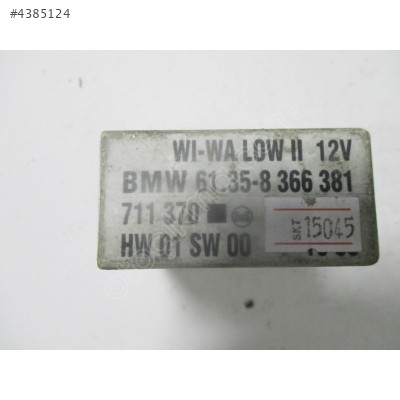 #4385124
WI-WA LOW II 12V
BMW 61.35-8 366 381
711 370
SKT 15045
HW 01 SW 00